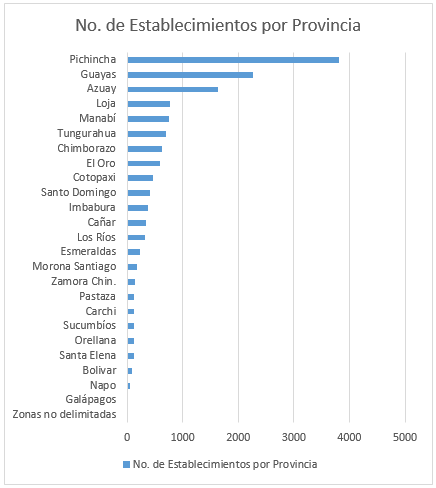 No. de Establecimientos por Provincia
Pichincha
Guayas
Azuay
Loja
Manabí
Tungurahua
Chimborazo
El Oro
Cotopaxi
Santo Domingo
Imbabura
Cañar
Los Ríos
Esmeraldas
Morona Santiago
Zamora Chin.
Pastaza
Carchi
Sucumbíos
Orellana
Santa Elena
Bolivar
Napo
Galápagos
Zonas no delimitadas
0 1000 2000 3000 4000 5000
No. de Establecimientos por Provincia